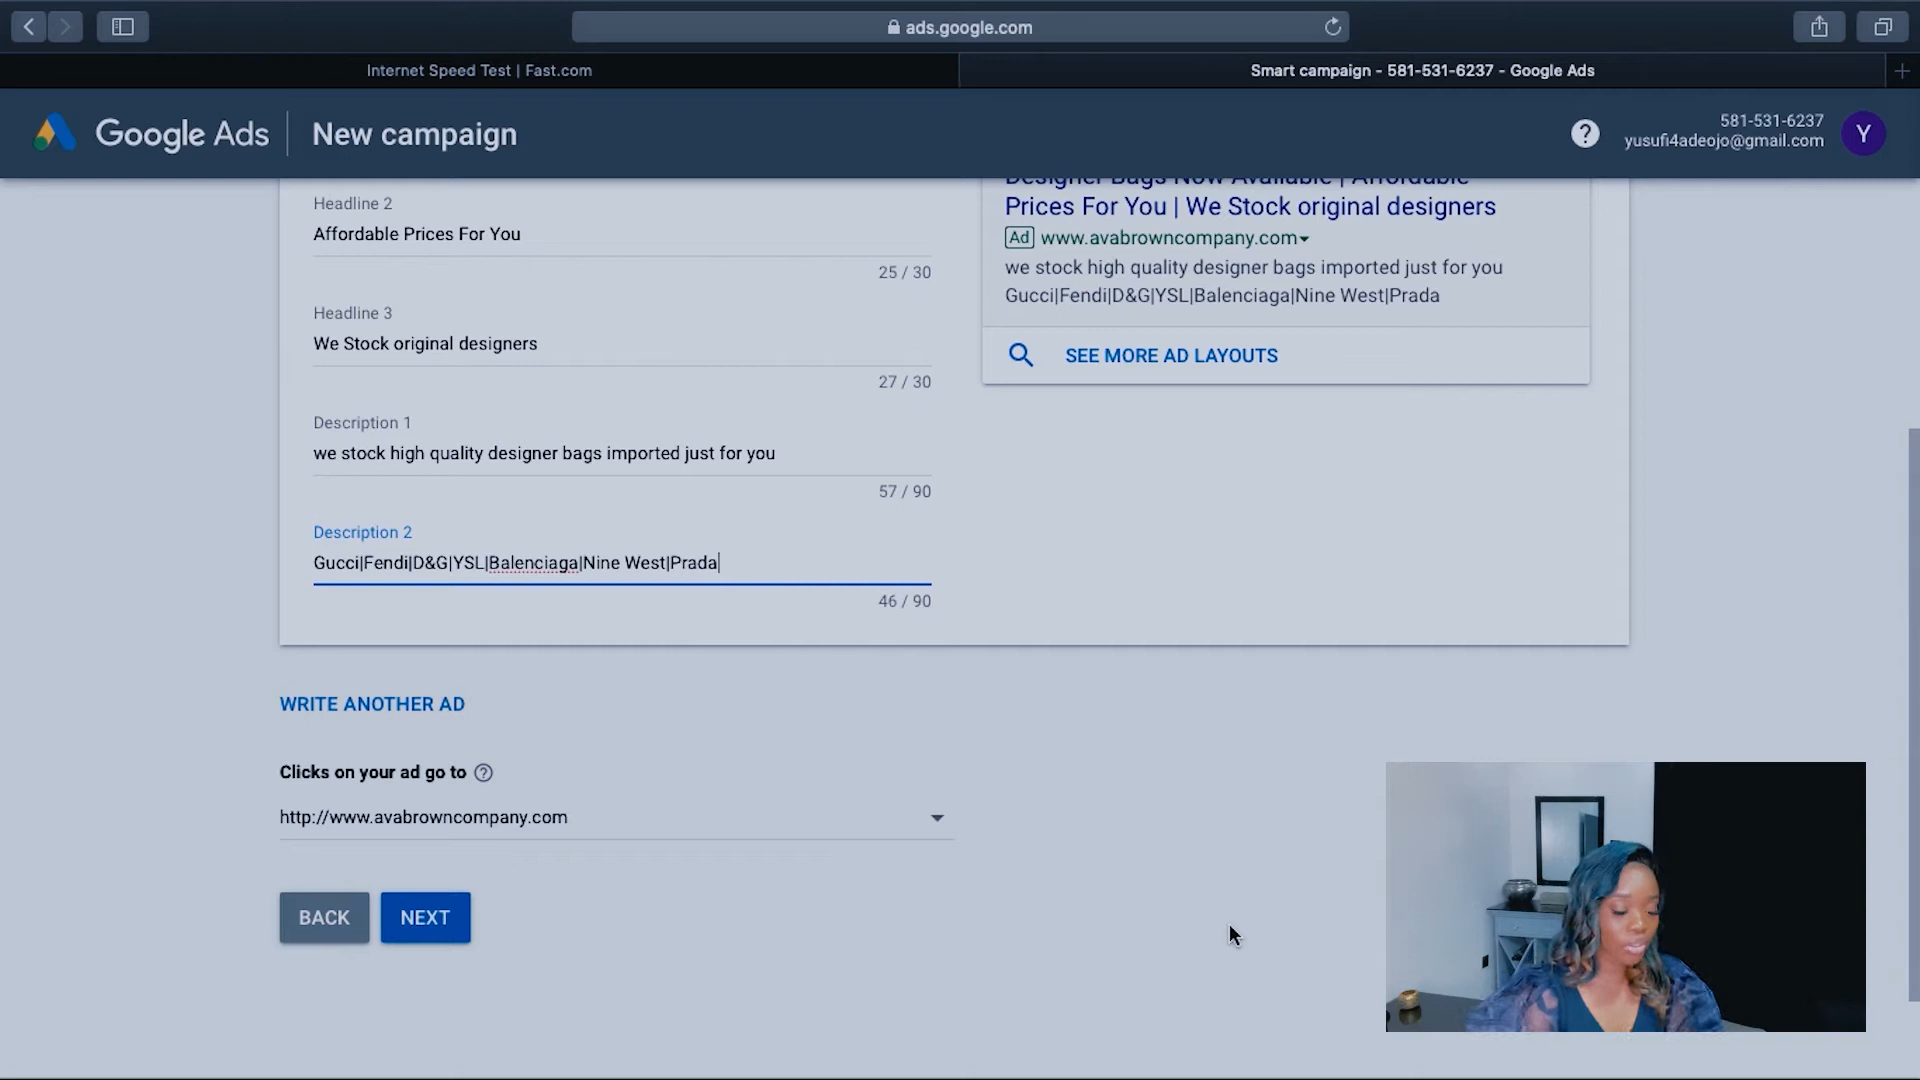 ads.google.com
Internet Speed Test | Fast.com
Smart campaign - 581-531-6237 - Google Ads
Google Ads
New campaign
581-531-6237
yusufi4adeojo@gmail.com
Y
Headline 2
Affordable Prices For You
25 / 30
Headline 3
We Stock original designers
27 / 30
Description 1
we stock high quality designer bags imported just for you
57 / 90
Description 2
Gucci|Fendi|D&G|YSL|Balenciaga|Nine West|Prada
46 / 90
Designer Bags Now Available | Affordable
Prices For You | We Stock original designers
Ad www.avabrowncompany.com
we stock high quality designer bags imported just for you
Gucci|Fendi|D&G|YSL|Balenciaga|Nine West|Prada
SEE MORE AD LAYOUTS
WRITE ANOTHER AD
Clicks on your ad go to
http://www.avabrowncompany.com
BACK
NEXT